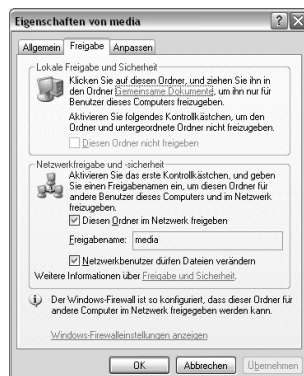 Eigenschaften von media
Allgemein Freigabe Anpassen
Lokale Freigabe und Sicherheit
Klicken Sie auf diesen Ordner, und ziehen Sie ihn in
den Ordner Gemeinsame Dokumente, um ihn nur für
Benutzer dieses Computers freizugeben.
Aktivieren Sie folgendes Kontrollkästchen, um den
Ordner und untergeordnete Ordner nicht freizugeben.
Diesen Ordner nicht freigeben
Netzwerkfreigabe und -sicherheit
Aktivieren Sie das erste Kontrollkästchen, und geben
Sie einen Freigabenamen ein, um diesen Ordner für
andere Benutzer dieses Computers und im Netzwerk
freizugeben.
Diesen Ordner im Netzwerk freigeben
Freigabename: media
Netzwerkbenutzer dürfen Dateien verändern
Weitere Informationen über Freigabe und Sicherheit.
Der Windows-Firewall ist so konfiguriert, dass dieser Ordner für
andere Computer im Netzwerk freigegeben werden kann.
Windows-Firewalleinstellungen anzeigen
OK Abbrechen Übernehmen